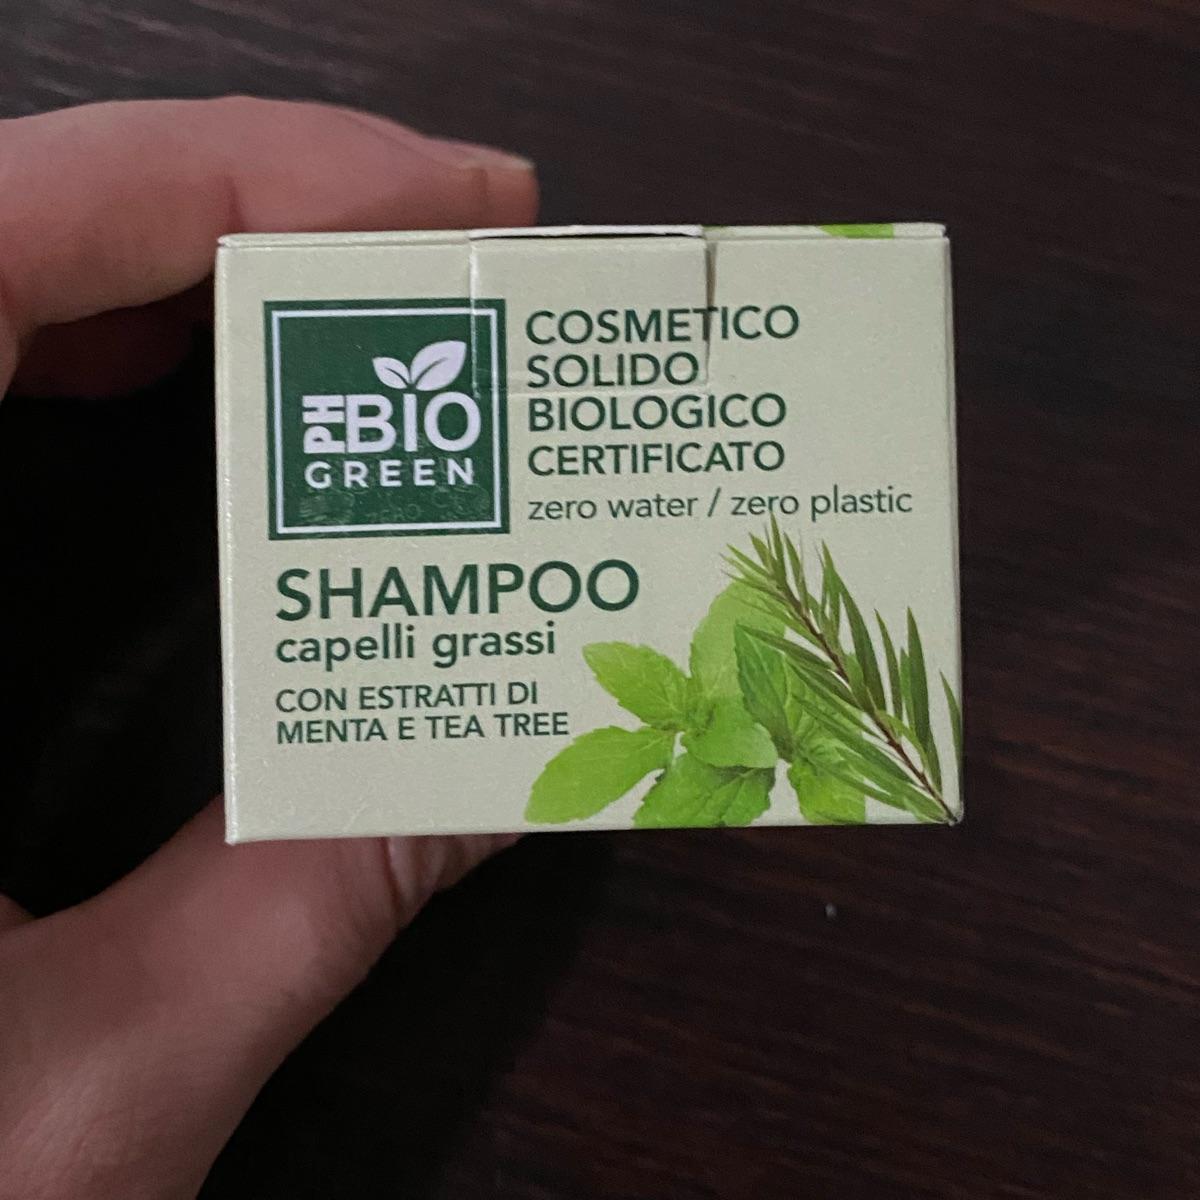 PH
BIO
GREEN
COSMETICO
SOLIDO
BIOLOGICO
CERTIFICATO
zero water / zero plastic
SHAMPOO
capelli grassi
CON ESTRATTI DI
MENTA E TEA TREE